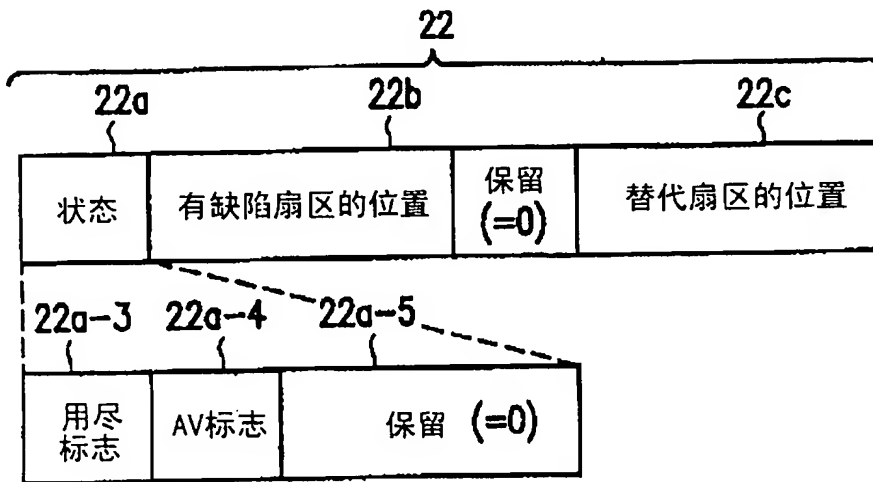 22
22a 22b 22c
状态 有缺陷扇区的位置 保留 (=0) 替代扇区的位置
22a-3 22a-4 22a-5
用尽标志 AV标志 保留 (=0)